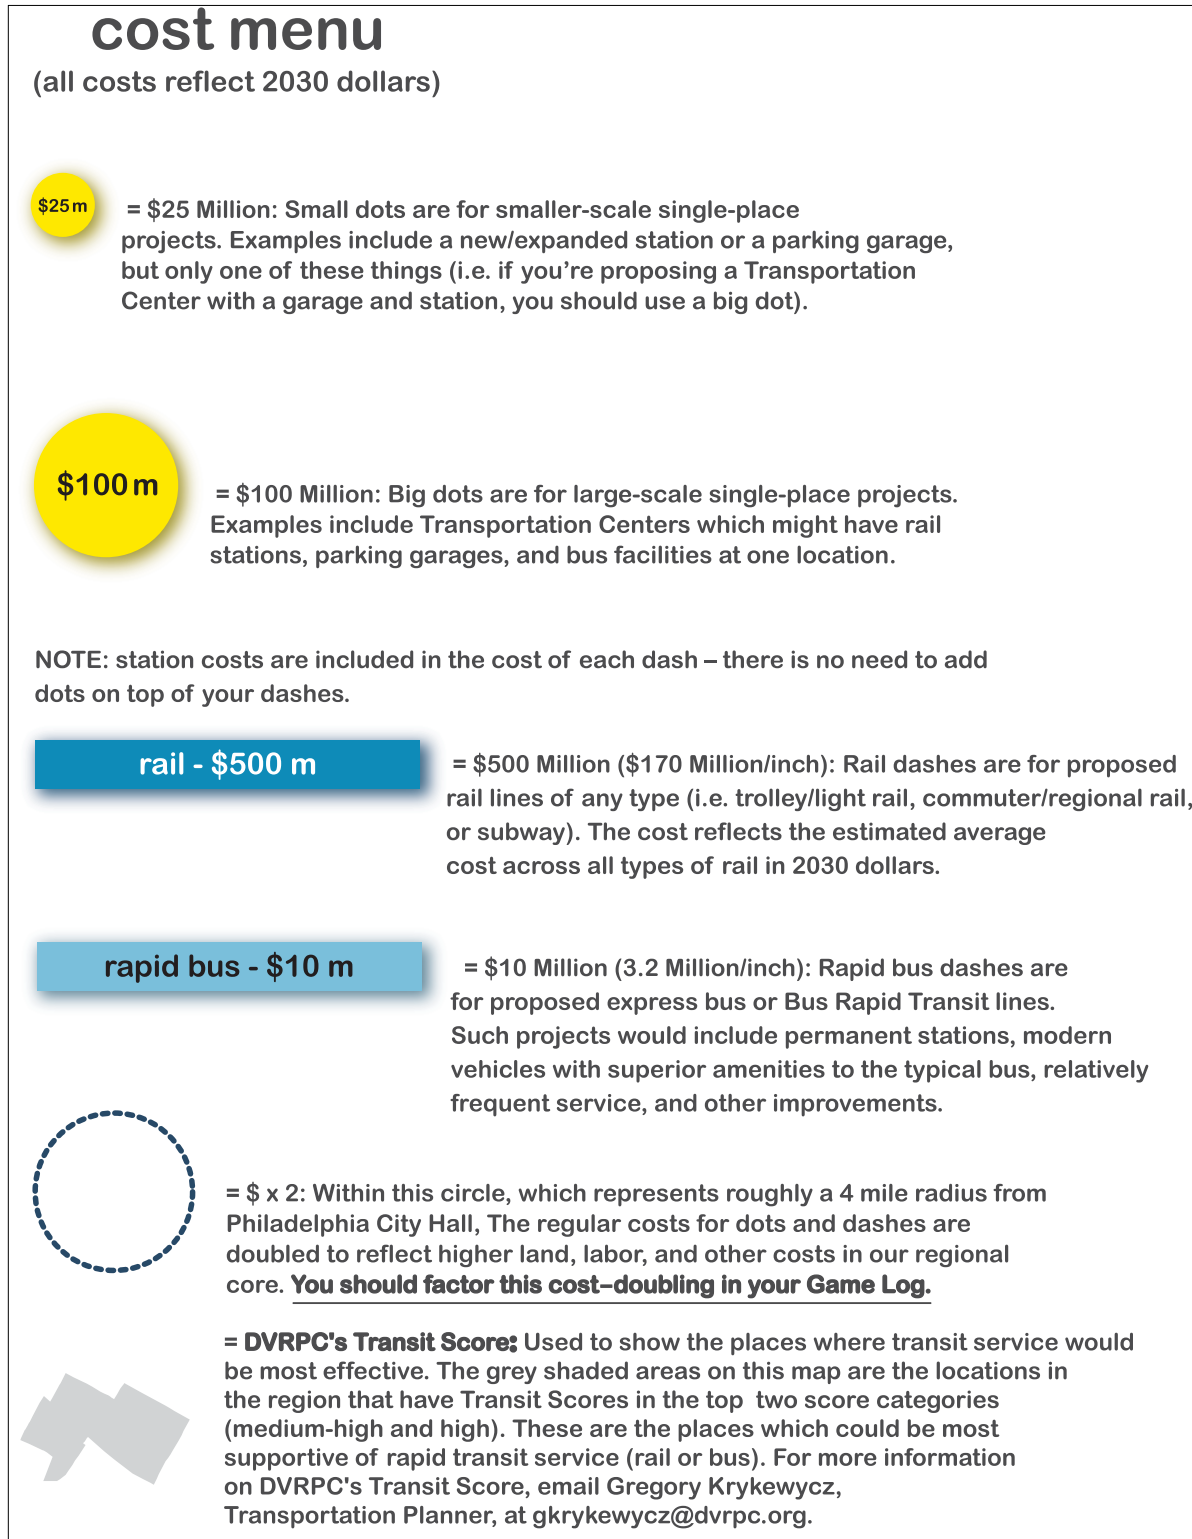 cost menu
(all costs reflect 2030 dollars)
$25 m
= $25 Million: Small dots are for smaller-scale single-place
projects. Examples include a new/expanded station or a parking garage,
but only one of these things (i.e. if you’re proposing a Transportation
Center with a garage and station, you should use a big dot).
$100 m
= $100 Million: Big dots are for large-scale single-place projects.
Examples include Transportation Centers which might have rail
stations, parking garages, and bus facilities at one location.
NOTE: station costs are included in the cost of each dash – there is no need to add
dots on top of your dashes.
rail - $500 m
= $500 Million ($170 Million/inch): Rail dashes are for proposed
rail lines of any type (i.e. trolley/light rail, commuter/regional rail,
or subway). The cost reflects the estimated average
cost across all types of rail in 2030 dollars.
rapid bus - $10 m
= $10 Million (3.2 Million/inch): Rapid bus dashes are
for proposed express bus or Bus Rapid Transit lines.
Such projects would include permanent stations, modern
vehicles with superior amenities to the typical bus, relatively
frequent service, and other improvements.
= $ x 2: Within this circle, which represents roughly a 4 mile radius from
Philadelphia City Hall, The regular costs for dots and dashes are
doubled to reflect higher land, labor, and other costs in our regional
core. You should factor this cost–doubling in your Game Log.
= DVRPC's Transit Score: Used to show the places where transit service would
be most effective. The grey shaded areas on this map are the locations in
the region that have Transit Scores in the top two score categories
(medium-high and high). These are the places which could be most
supportive of rapid transit service (rail or bus). For more information
on DVRPC's Transit Score, email Gregory Krykewycz,
Transportation Planner, at gkrykewycz@dvrpc.org.